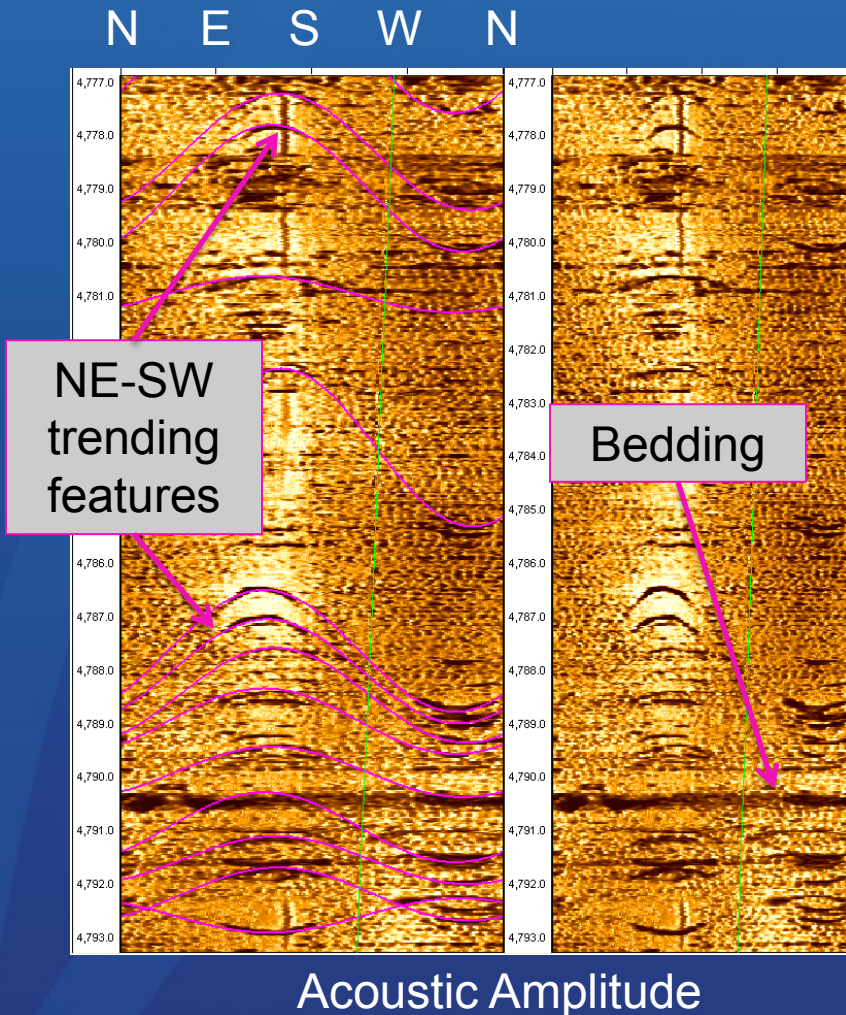 N E S W N
4,777.0 4,777.0
4,778.0 4,778.0
4,779.0 4,779.0
4,780.0 4,780.0
4,781.0 4,781.0
4,782.0
4,783.0
NE-SW
trending
features
Bedding
4,784.0
4,785.0
4,786.0 4,786.0
4,787.0 4,787.0
4,788.0 4,788.0
4,789.0 4,789.0
4,790.0 4,790.0
4,791.0 4,791.0
4,792.0 4,792.0
4,793.0 4,793.0
Acoustic Amplitude